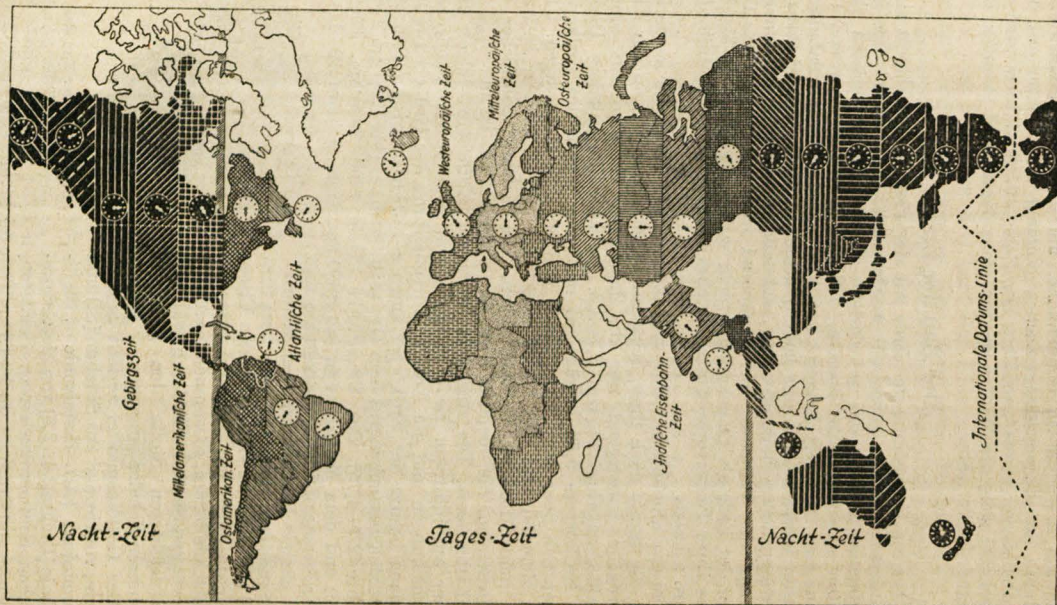 Gebirgszeit
Mittelamerikanische Zeit
Ostamerikan Zeit
Atlantische Zeit
Westeuropäische Zeit
Mitteleuropäische
Zeit
Osteuropäische
Zeit
Indische Eisenbahn-
Zeit
Internationale Datums-Linie
Nacht-Zeit
Tages-Zeit
Nacht-Zeit